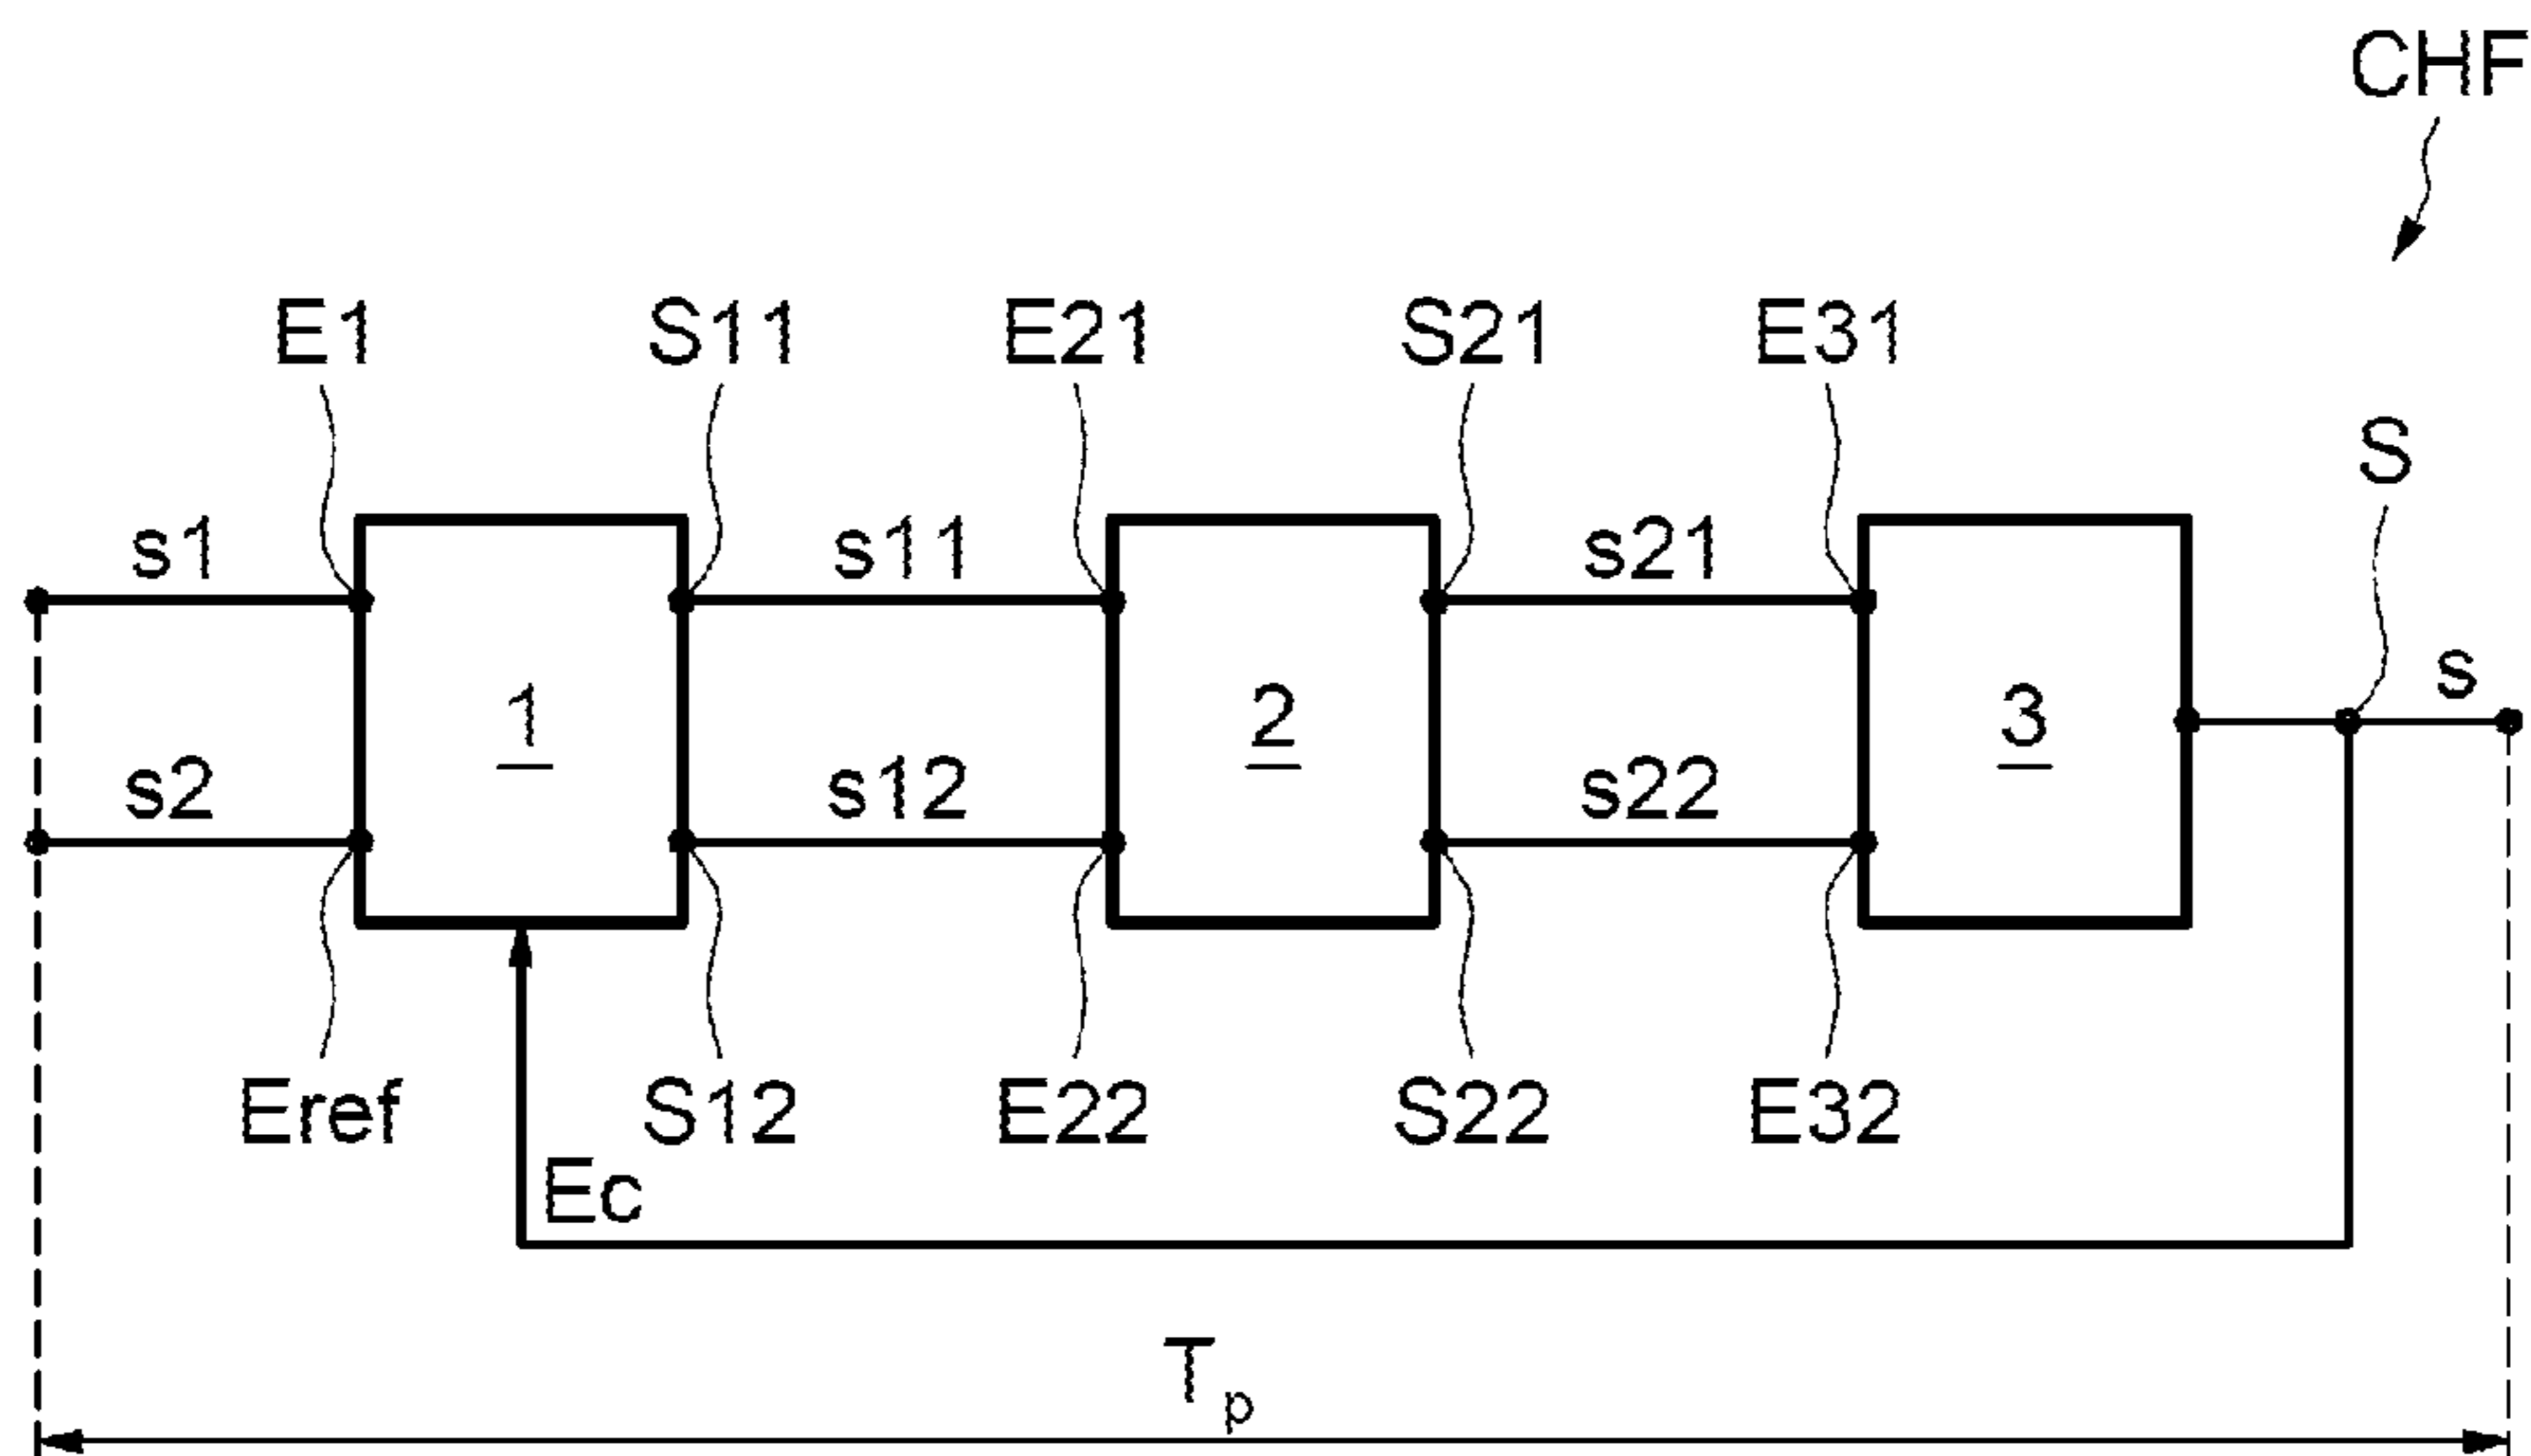 CHF
E1 S11 E21 S21 E31
S
s1 s11 s21
s
1 2 3
s2 s12 s22
Eref S12 E22 S22 E32
Ec
Tp